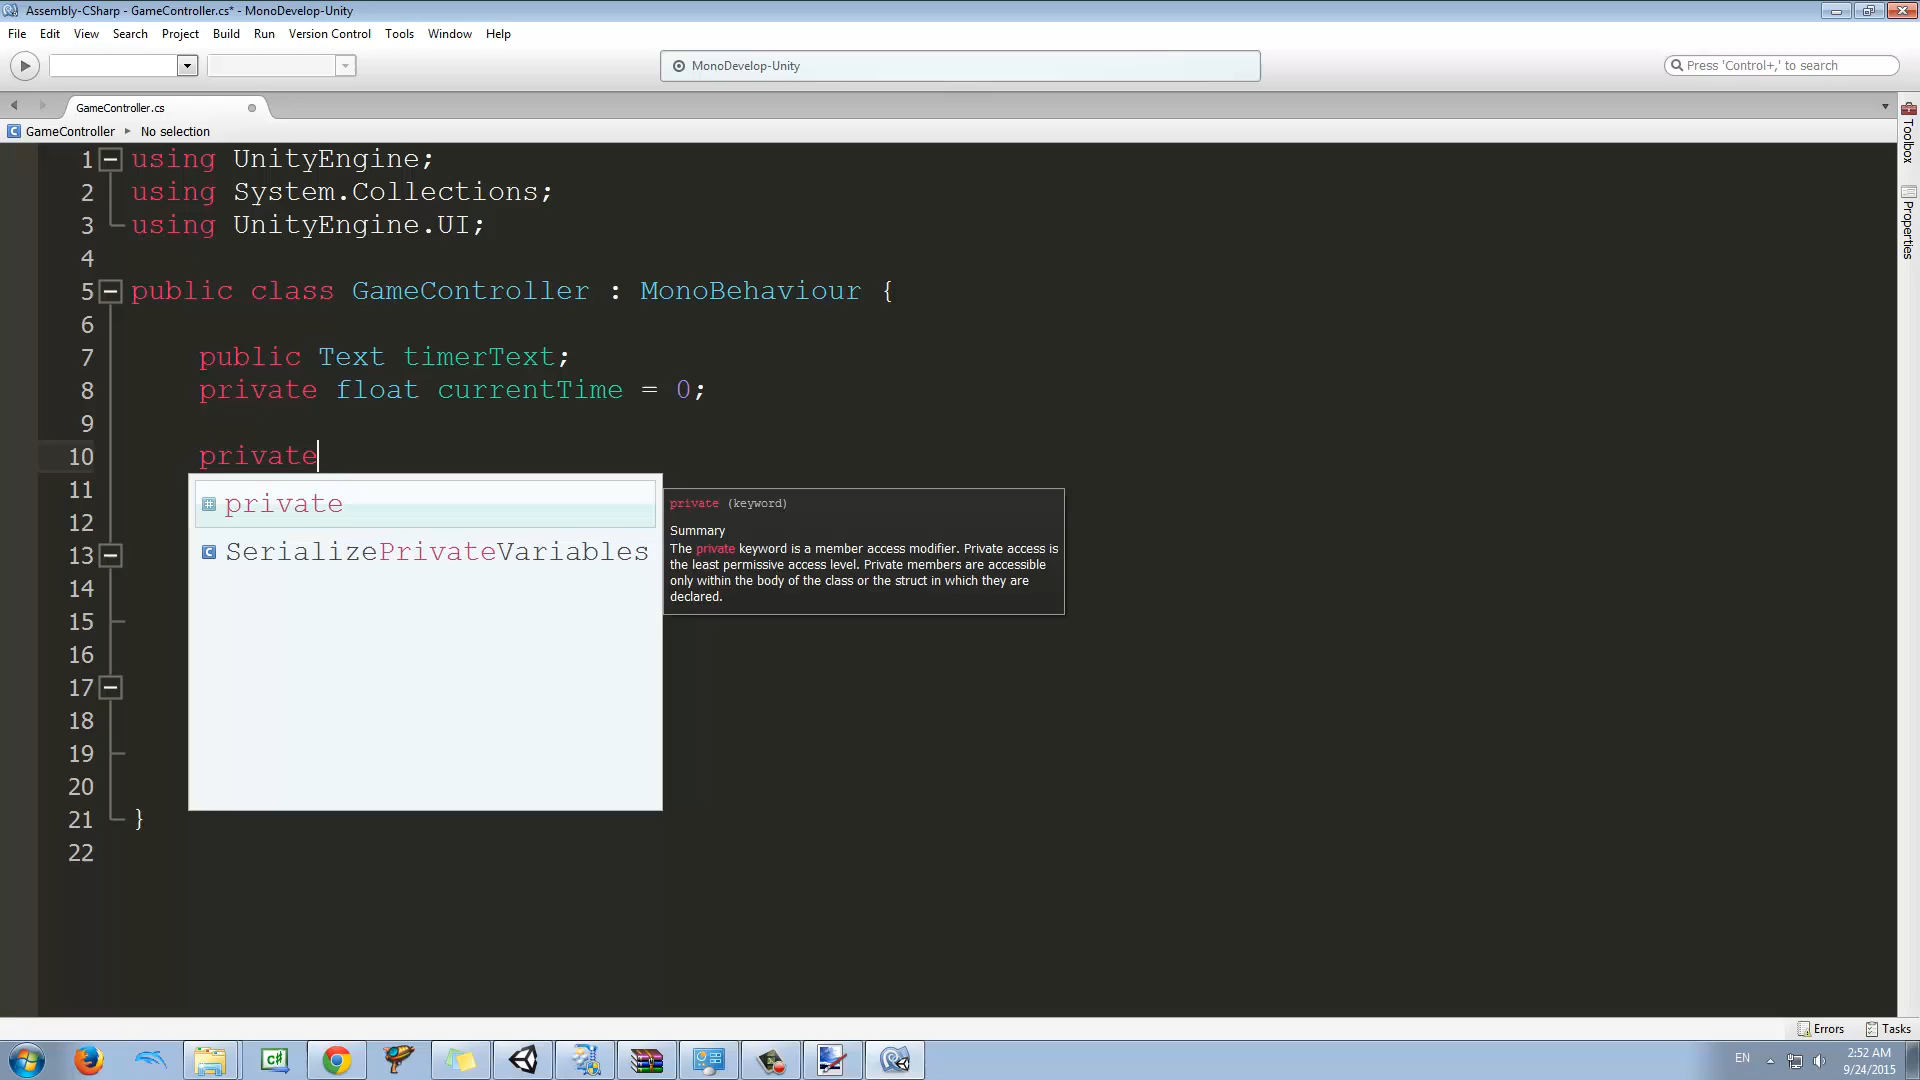 Assembly-CSharp - GameController.cs* - MonoDevelop-Unity
File Edit View Search Project Build Run Version Control Tools Window Help
MonoDevelop-Unity
Press 'Control+,' to search
GameController.cs
GameController No selection
1 using UnityEngine;
2 using System.Collections;
3 using UnityEngine.UI;
4
5 public class GameController : MonoBehaviour {
6
7 public Text timerText;
8 private float currentTime = 0;
9
10 private
11
12
13
14
15
16
17
18
19
20
21 }
22
private
SerializePrivateVariables
private (keyword)
Summary
The private keyword is a member access modifier. Private access is
the least permissive access level. Private members are accessible
only within the body of the class or the struct in which they are
declared.
Toolbox
Properties
Errors Tasks
C#
EN
2:52 AM
9/24/2015